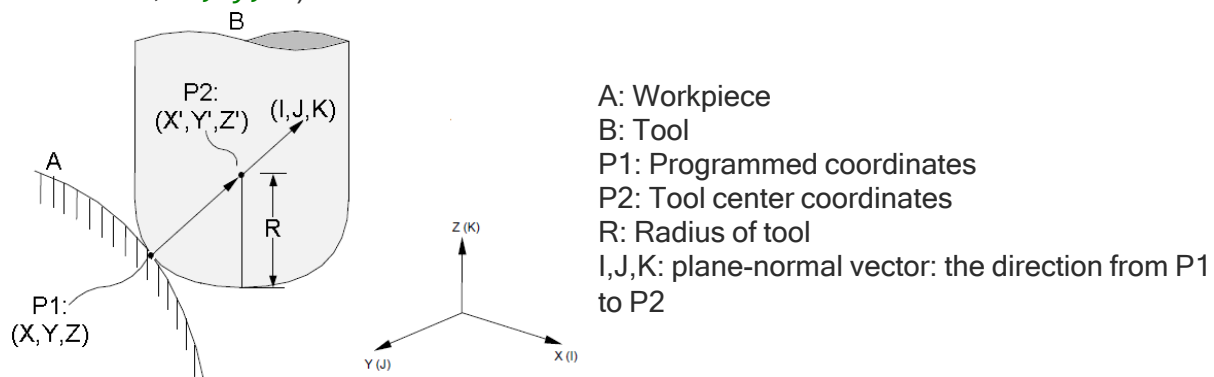 B
P2:
(X',Y',Z')
(I,J,K)
A
R
P1:
(X,Y,Z)
Z (K)
Y (J)
X (I)
A: Workpiece
B: Tool
P1: Programmed coordinates
P2: Tool center coordinates
R: Radius of tool
I,J,K: plane-normal vector: the direction from P1
to P2